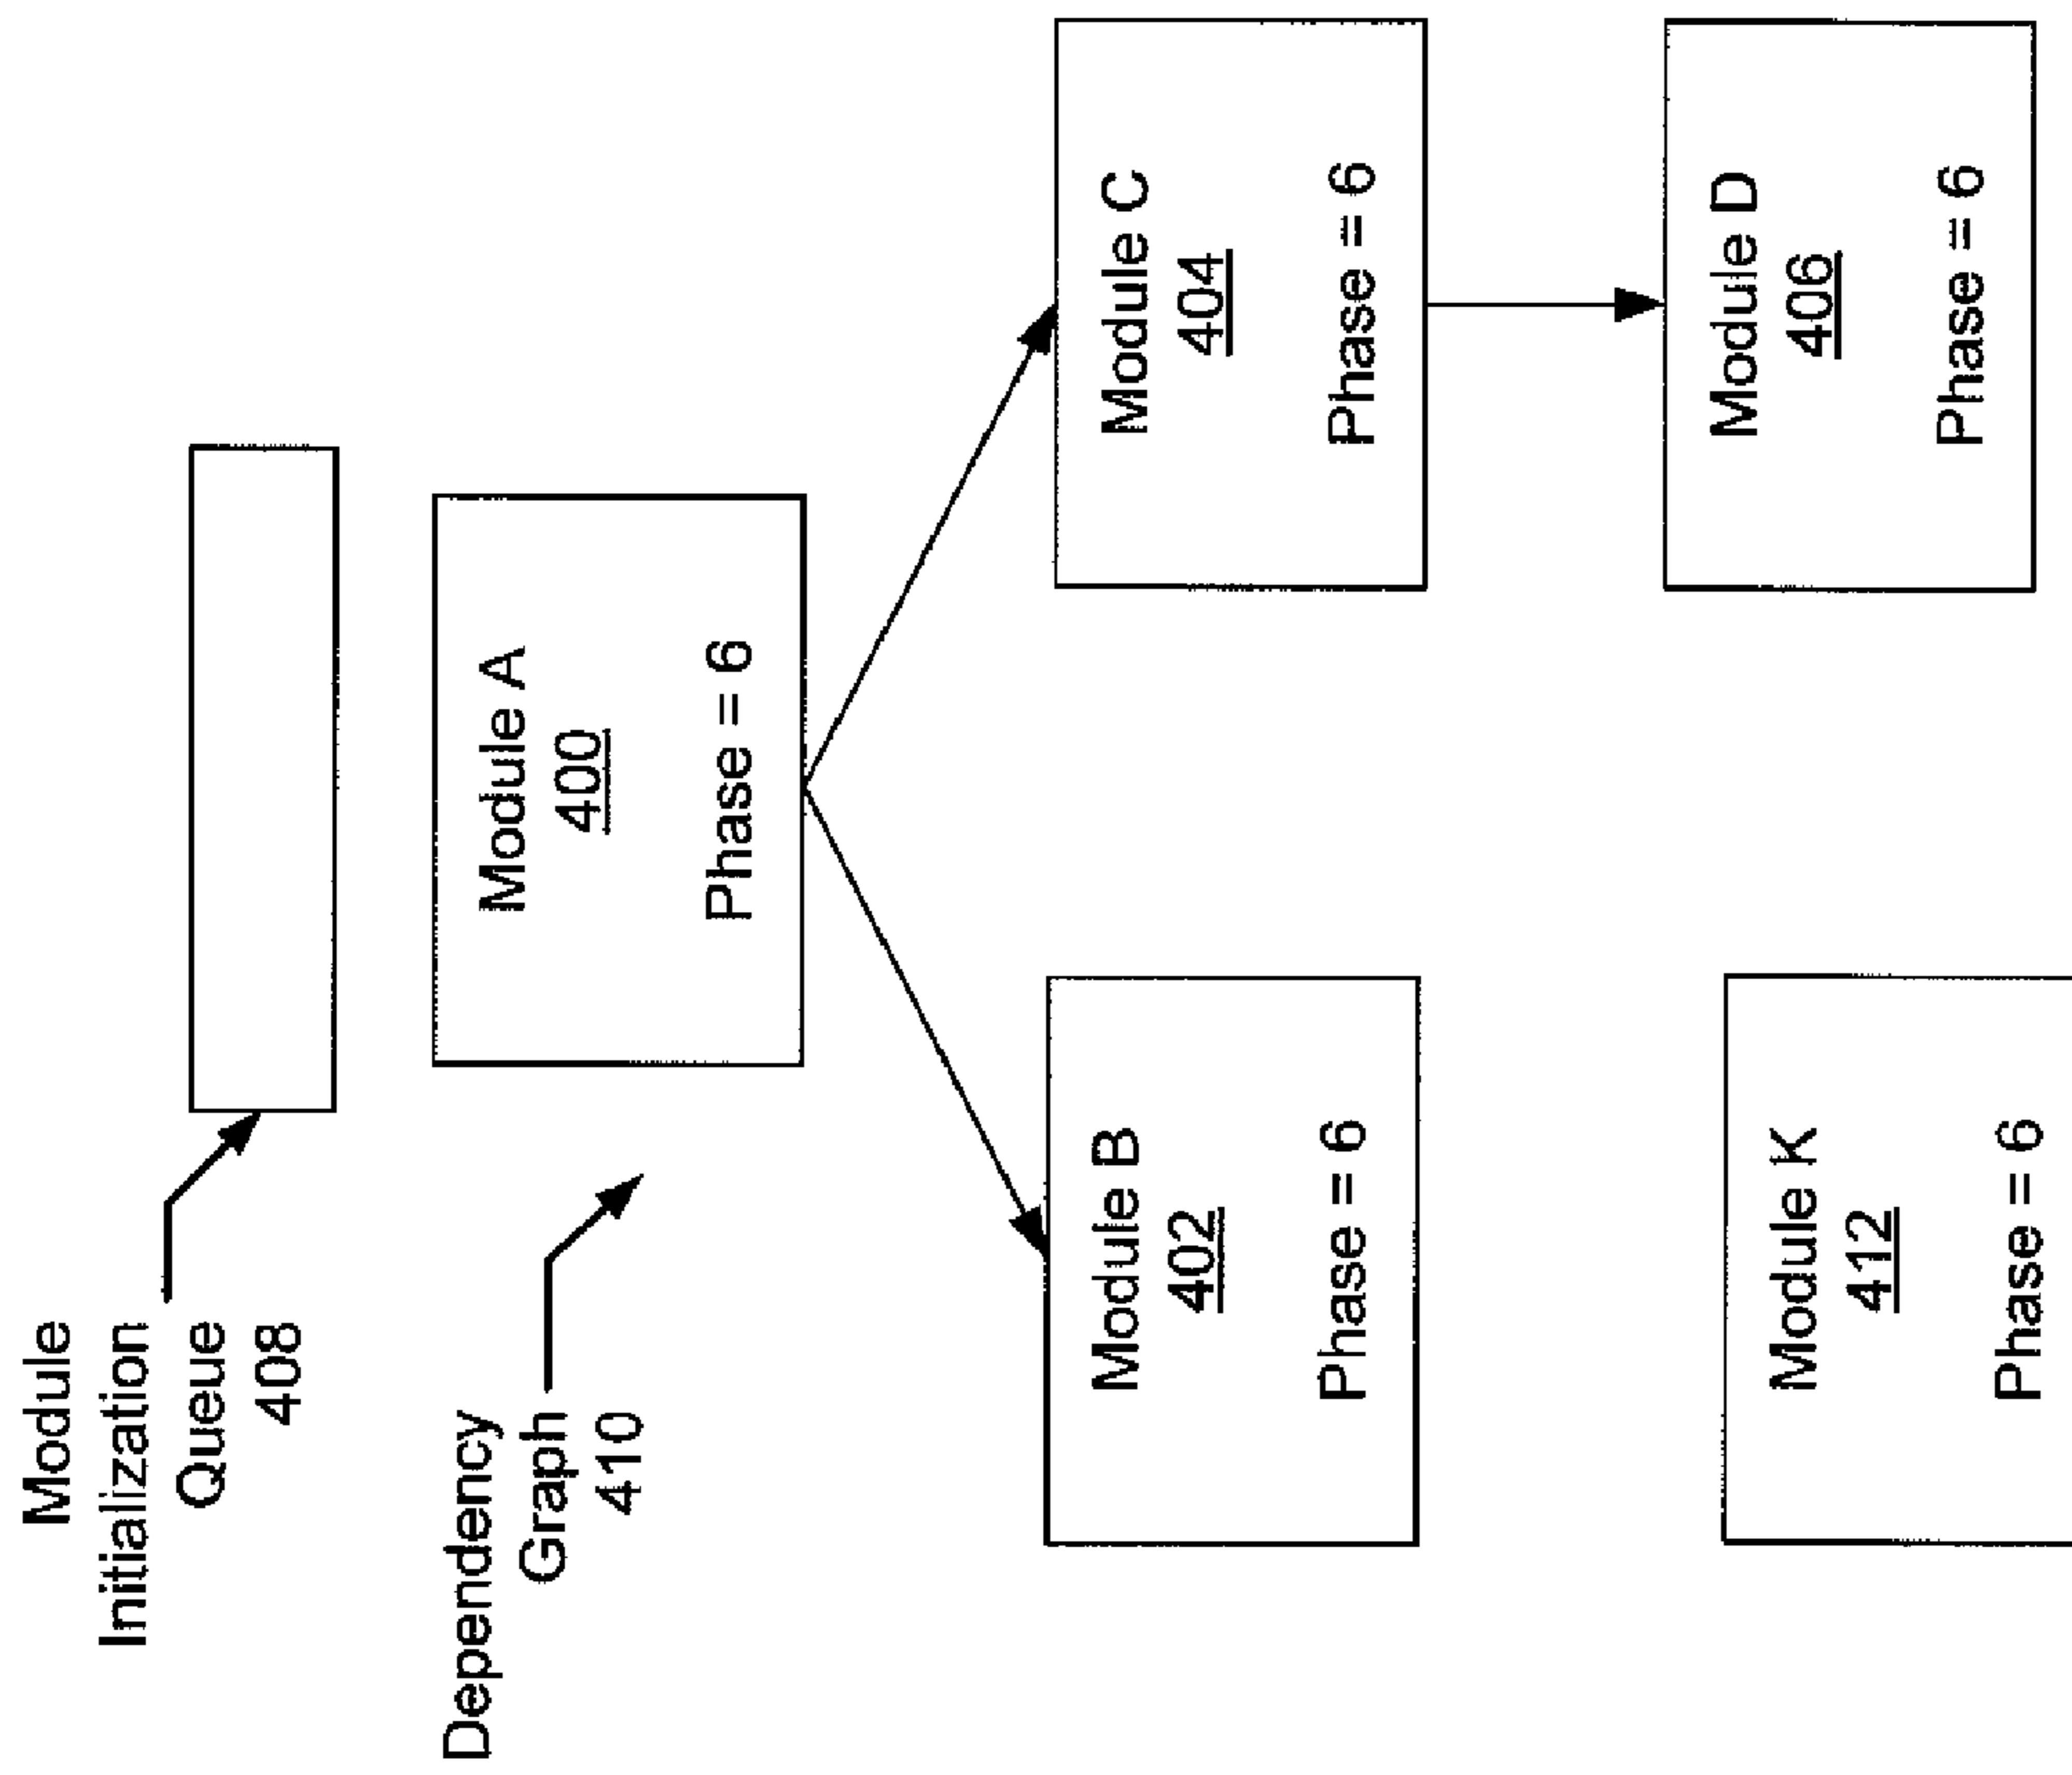 Module
Initialization
Queue
408
Dependency
Graph
410
Module A
400
Phase = 6
Module B
402
Phase = 6
Module C
404
Phase = 6
Module K
412
Phase = 6
Module D
406
Phase = 6